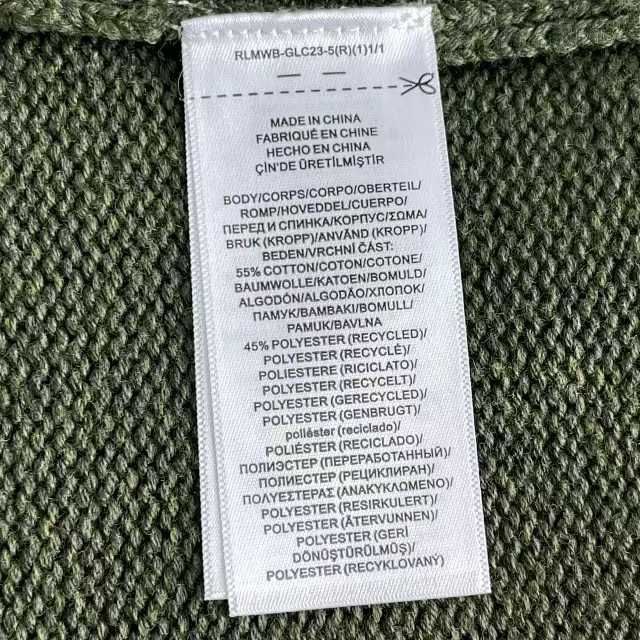 RLMWB-GLC23-5(R)(1)1/1
MADE IN CHINA
FABRIQUÉ EN CHINE
HECHO EN CHINA
ÇİN'DE ÜRETİLMİŞTİR
BODY/CORPS/CORPO/OBERTEIL/
ROMP/HOVEDDEL/CUERPO/
ПЕРЕД И СПИНКА/КОРПУС/ΣΩΜΑ/
BRUK (KROPP)/ANVÄND (KROPP)/
BEDEN/VRCHNÍ ČÁST:
55% COTTON/COTON/COTONE/
BAUMWOLLE/KATOEN/BOMULD/
ALGODÓN/ALGODÃO/ХЛОПОК/
ПАМУК/ΒΑΜΒΑΚΙ/BOMULL/
PAMUK/BAVLNA
45% POLYESTER (RECYCLED)/
POLYESTER (RECYCLÉ)/
POLIESTERE (RICICLATO)/
POLYESTER (RECYCELT)/
POLYESTER (GERECYCLED)/
POLYESTER (GENBRUGT)/
poliéster (reciclado)/
POLIÉSTER (RECICLADO)/
ПОЛИЭСТЕР (ПЕРЕРАБОТАННЫЙ)/
ПОЛИЕСТЕР (РЕЦИКЛИРАН)/
ΠΟΛΥΕΣΤΕΡΑΣ (ΑΝΑΚΥΚΛΩΜΕΝΟ)/
POLYESTER (RESIRKULERT)/
POLYESTER (ÅTERVUNNEN)/
POLYESTER (GERİ
DÖNÜŞTÜRÜLMÜŞ)/
POLYESTER (RECYKLOVANÝ)